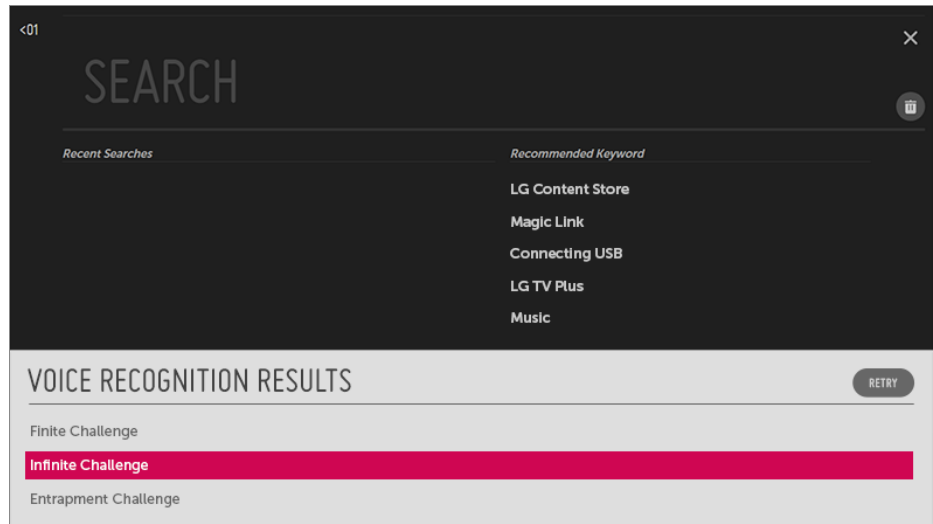 <01
SEARCH
Recent Searches
Recommended Keyword
LG Content Store
Magic Link
Connecting USB
LG TV Plus
Music
VOICE RECOGNITION RESULTS
RETRY
Finite Challenge
Infinite Challenge
Entrapment Challenge